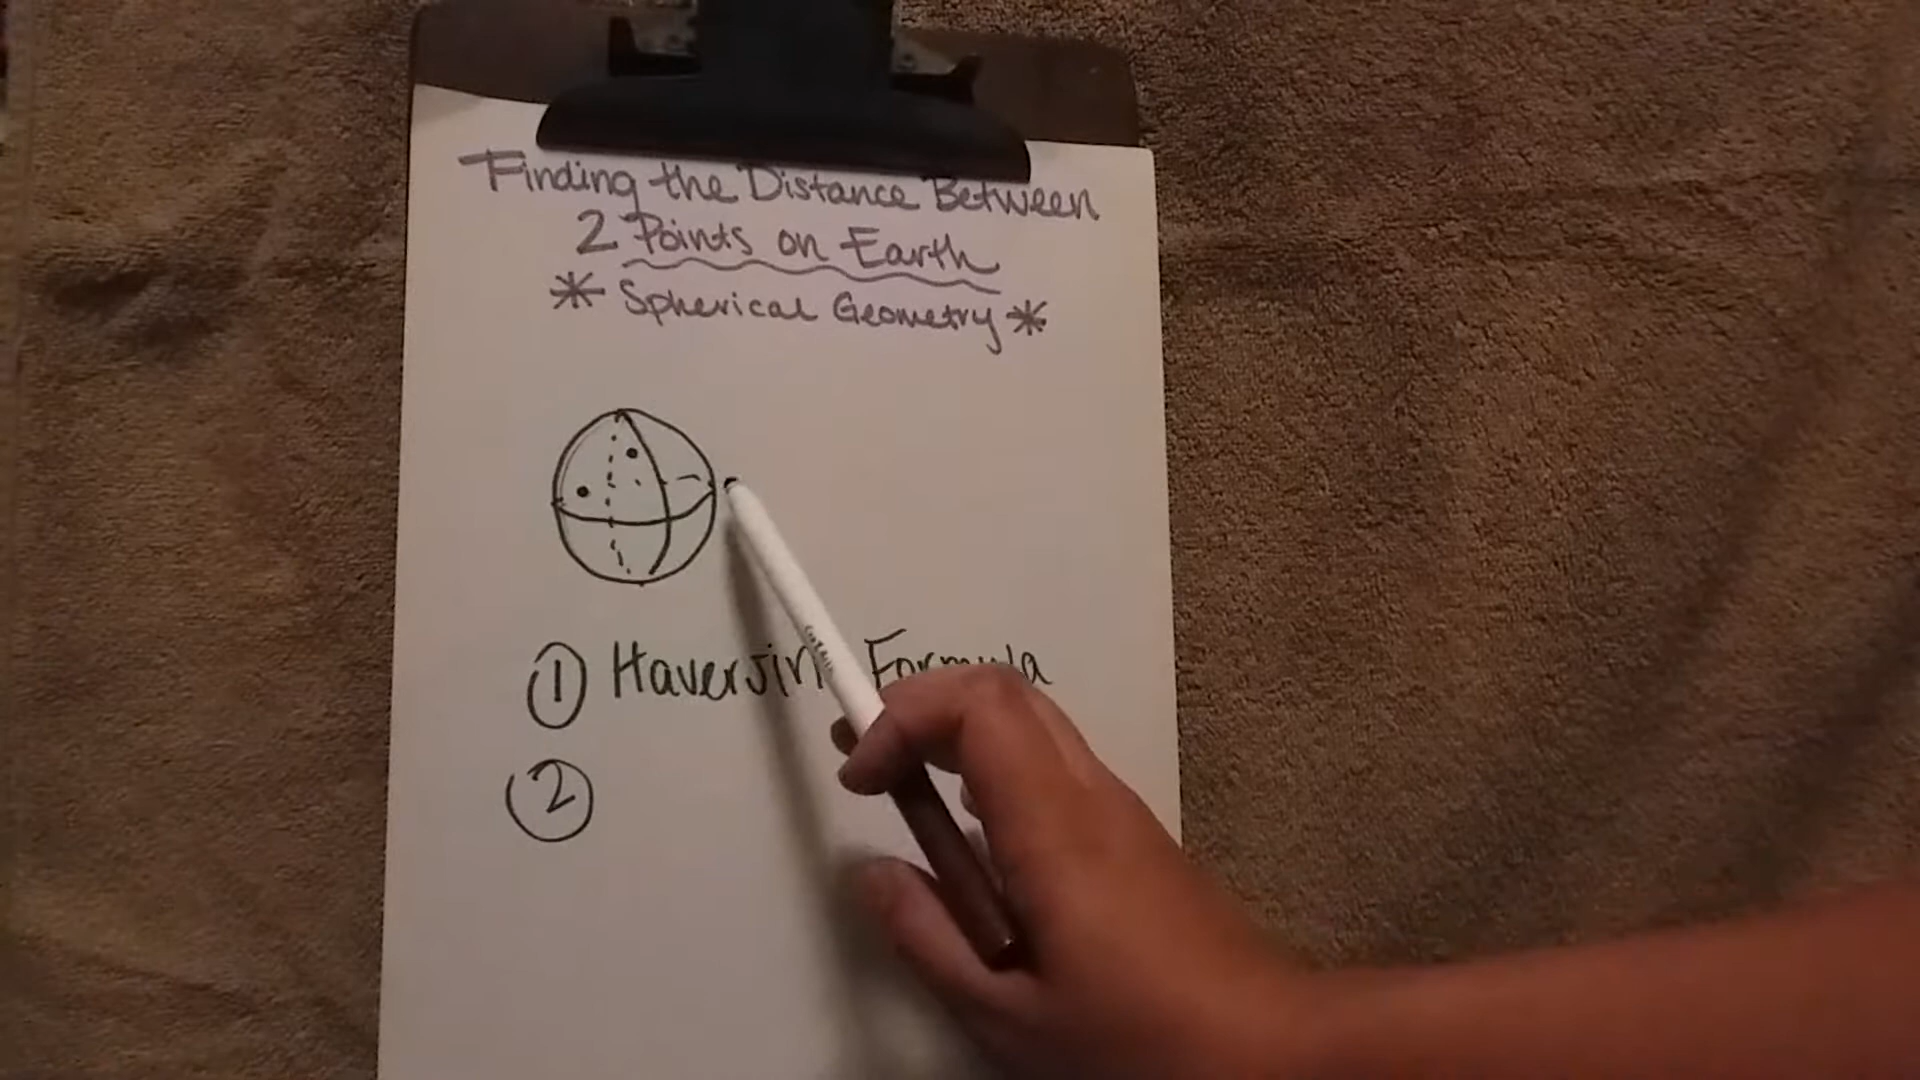 Finding the Distance Between
2 Points on Earth
* Spherical Geometry *
1 Haversin Formula
2